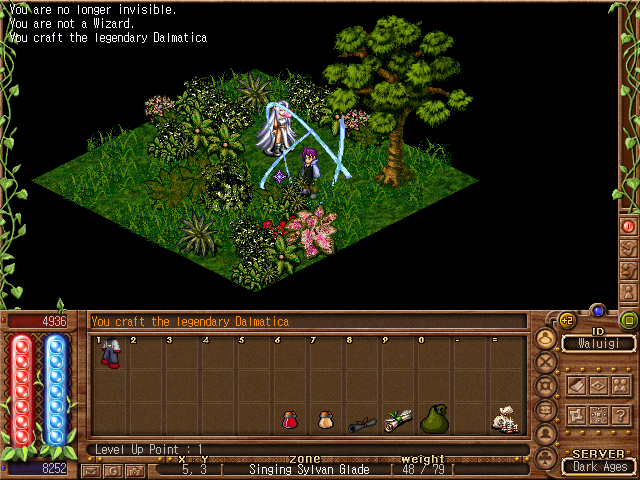 You are no longer invisible.
You are not a Wizard.
You craft the legendary Dalmatica
4936
You craft the legendary Dalmatica
+2
ID
Waluigi
1 2 3 4 5 6 7 8 9 0 - =
Level Up Point : 1
8252
X Y zone weight
5, 3 [ Singing Sylvan Glade ] 48 / 79 [
SERVER
Dark Ages